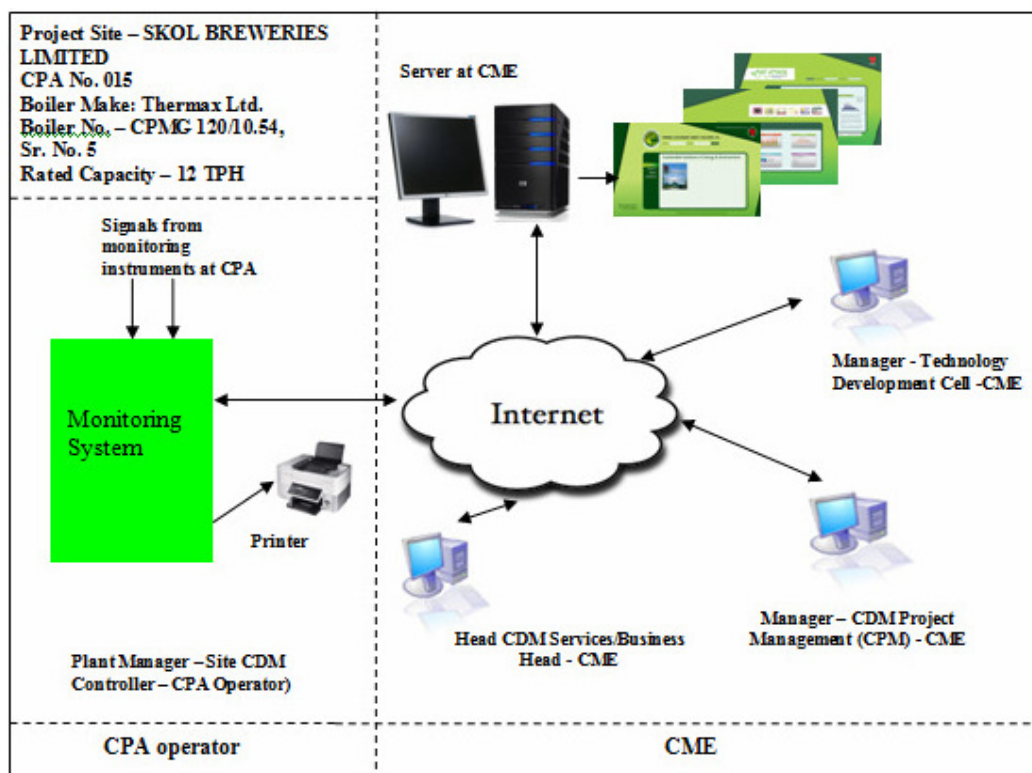 Project Site – SKOL BREWERIES
LIMITED
CPA No. 015
Boiler Make: Thermax Ltd.
Boiler No. – CPMG 120/10.54,
Sr. No. 5
Rated Capacity – 12 TPH
Signals from
monitoring
instruments at CPA
Monitoring
System
Printer
Plant Manager – Site CDM
Controller – CPA Operator)
CPA operator
Server at CME
Internet
Manager - Technology
Development Cell -CME
Manager – CDM Project
Management (CPM) - CME
Head CDM Services/Business
Head - CME
CME